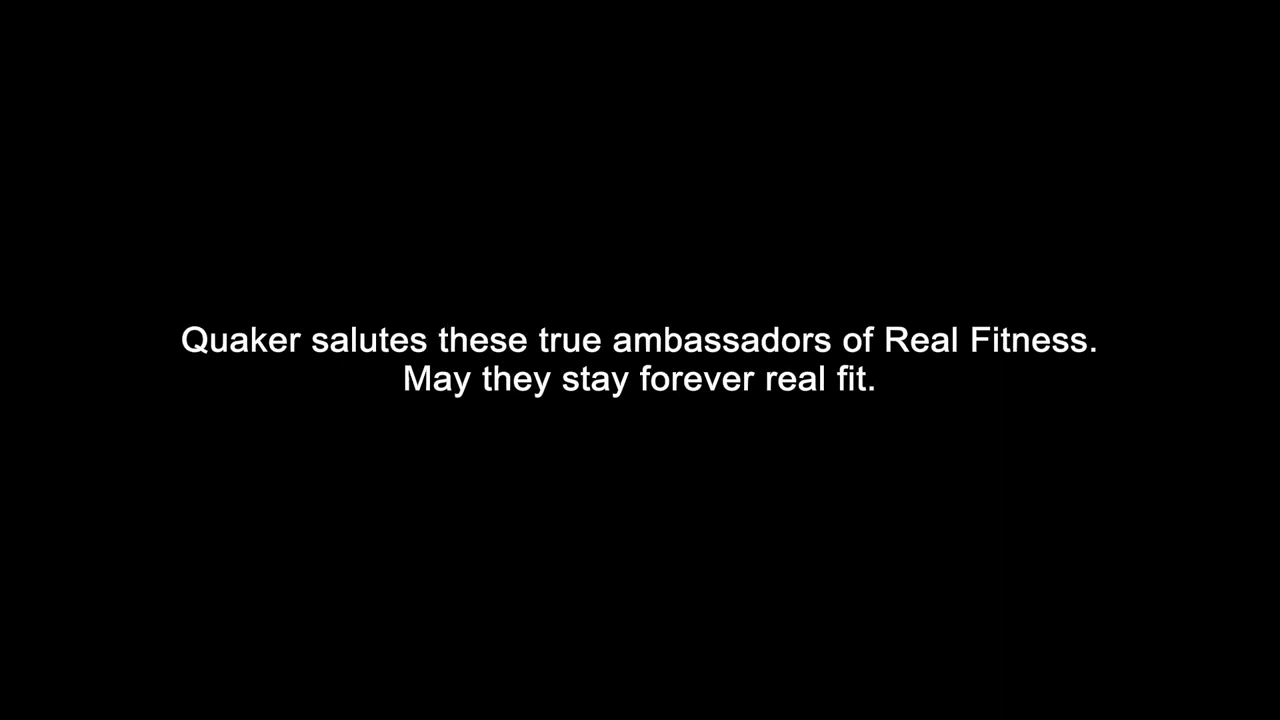 Quaker salutes these true ambassadors of Real Fitness.
May they stay forever real fit.